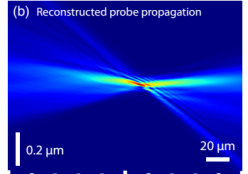 (b) Reconstructed probe propagation
0.2 μm
20 μm